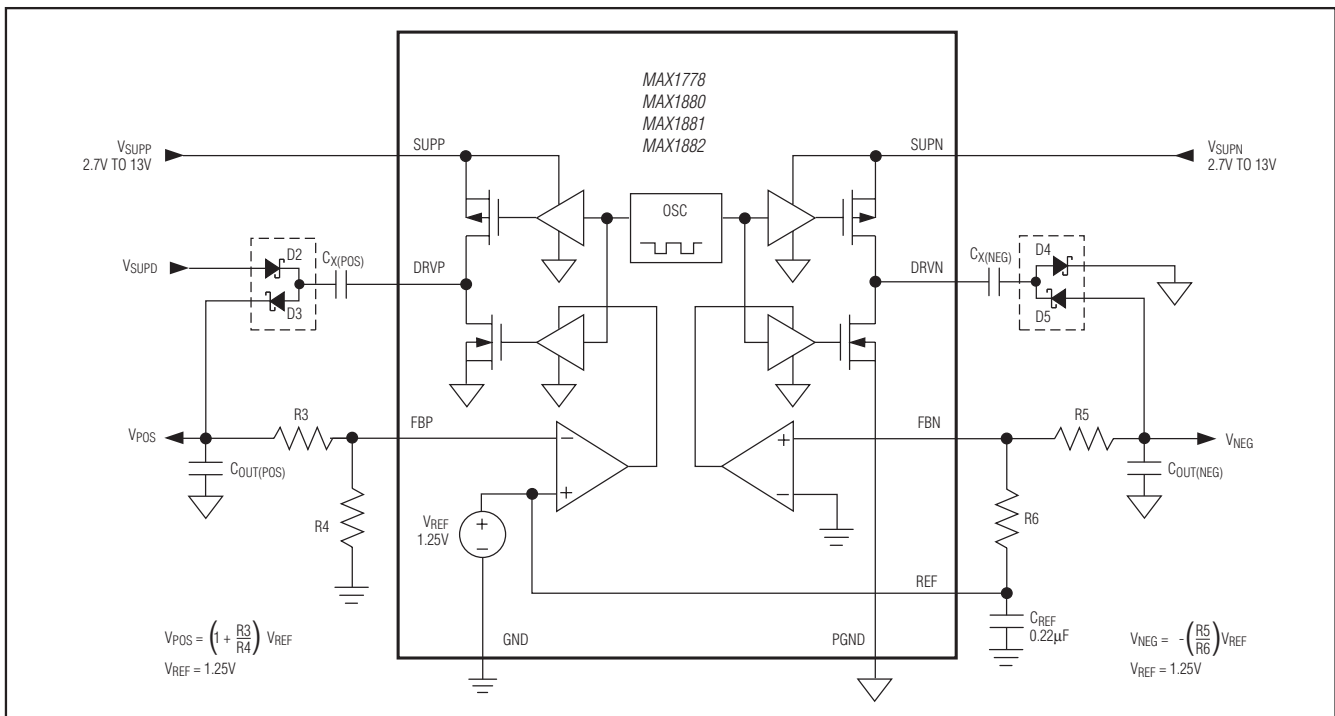 MAX1778
MAX1880
MAX1881
MAX1882
VSUPP
2.7V TO 13V
SUPP
SUPN
VSUPN
2.7V TO 13V
OSC
D2
CX(POS)
VSUPD
DRVP
D3
DRVN
CX(NEG)
D4
D5
R3
FBP
FBN
R5
VPOS
VNEG
COUT(POS)
COUT(NEG)
−
+
+
−
R4
VREF
1.25V
+
−
R6
REF
CREF
0.22µF
GND
PGND
VPOS = (1 + R3/R4) VREF
VREF = 1.25V
VNEG = -(R5/R6)VREF
VREF = 1.25V